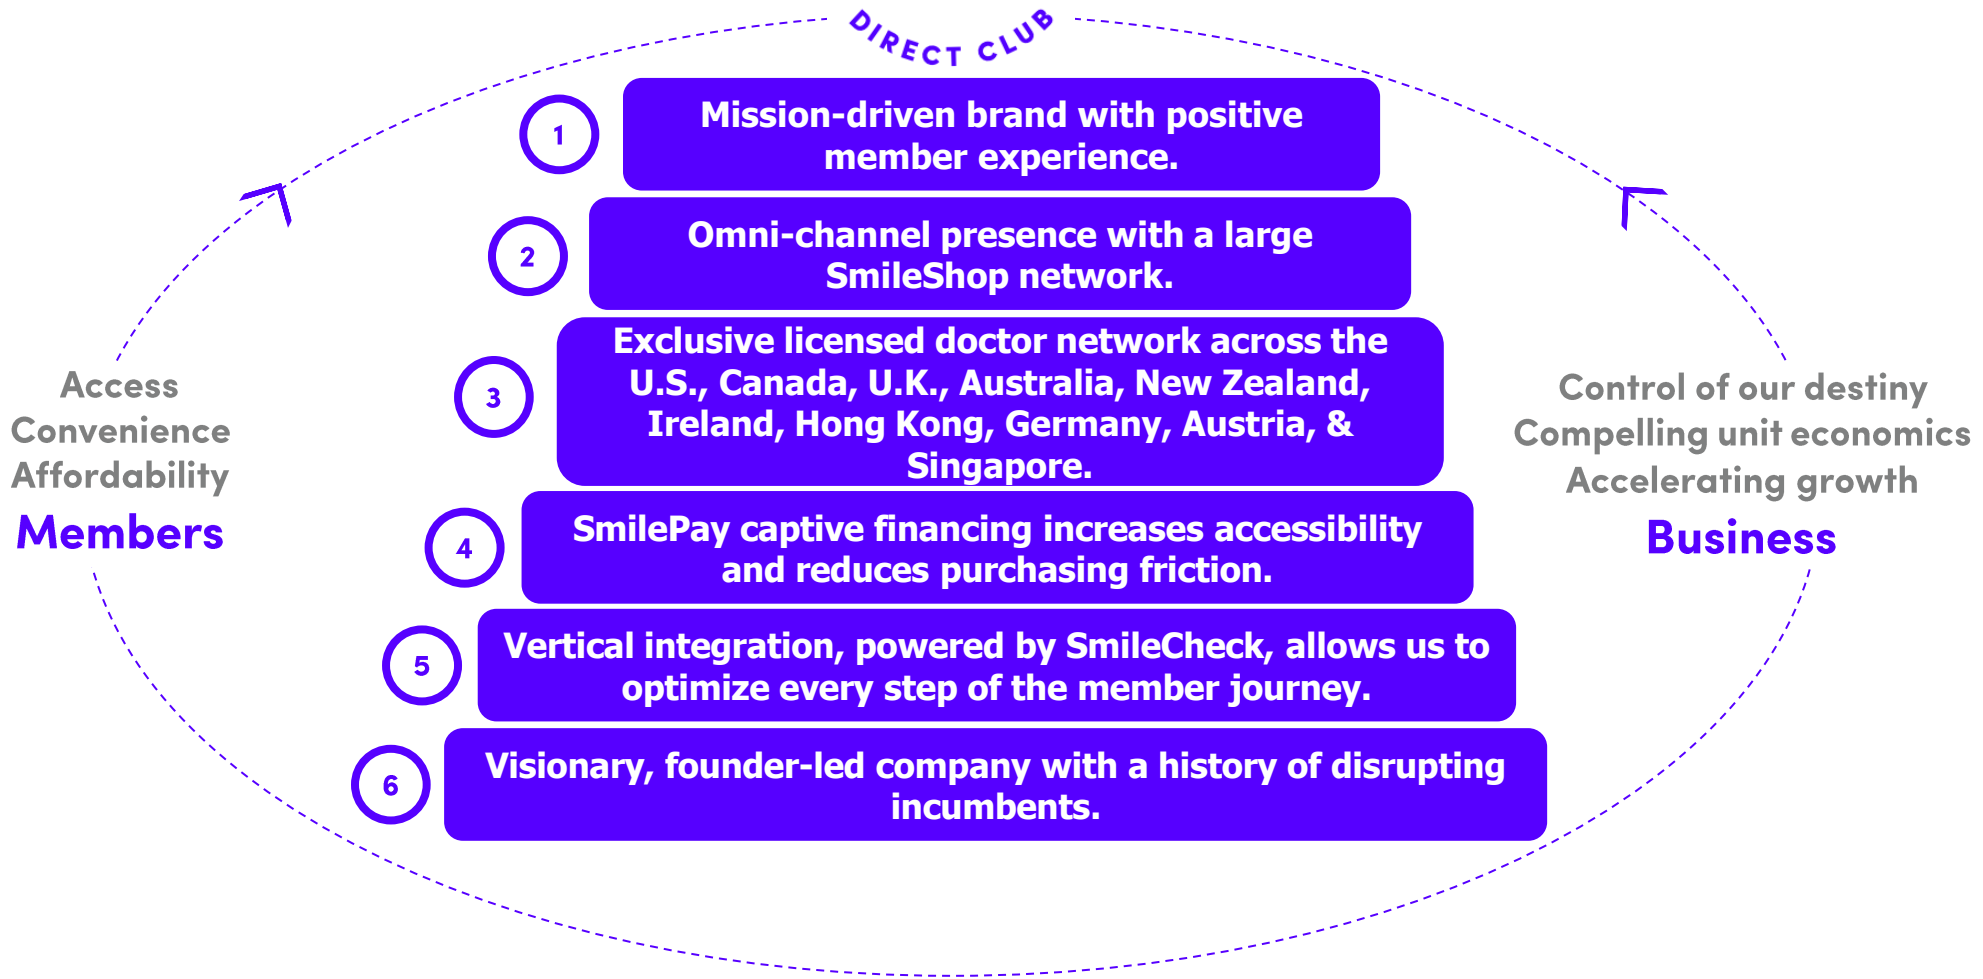 DIRECT CLUB
1
Mission-driven brand with positive
member experience.
2
Omni-channel presence with a large
SmileShop network.
3
Exclusive licensed doctor network across the
U.S., Canada, U.K., Australia, New Zealand,
Ireland, Hong Kong, Germany, Austria, &
Singapore.
4
SmilePay captive financing increases accessibility
and reduces purchasing friction.
5
Vertical integration, powered by SmileCheck, allows us to
optimize every step of the member journey.
6
Visionary, founder-led company with a history of disrupting
incumbents.
Access
Convenience
Affordability
Members
Control of our destiny
Compelling unit economics
Accelerating growth
Business